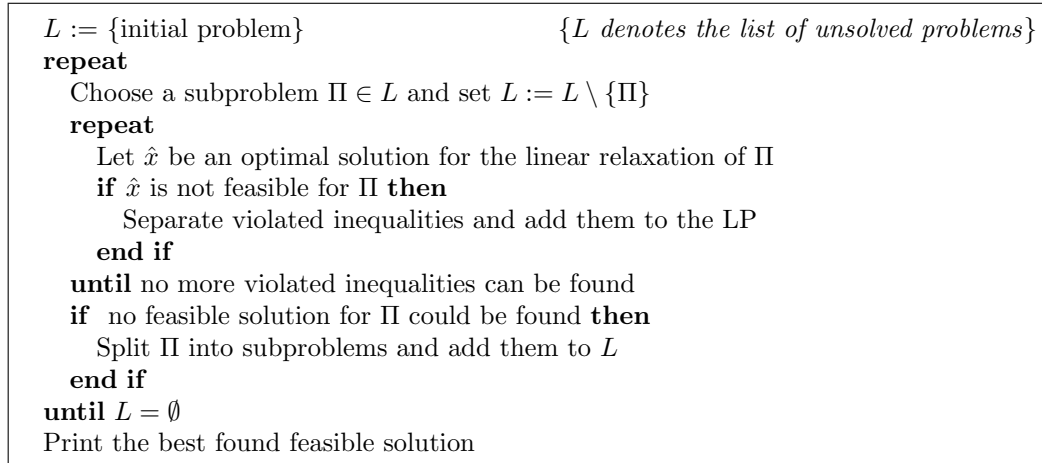 L := {initial problem} {L denotes the list of unsolved problems}
repeat
Choose a subproblem Π ∈ L and set L := L \ {Π}
repeat
Let x̂ be an optimal solution for the linear relaxation of Π
if x̂ is not feasible for Π then
Separate violated inequalities and add them to the LP
end if
until no more violated inequalities can be found
if no feasible solution for Π could be found then
Split Π into subproblems and add them to L
end if
until L = ∅
Print the best found feasible solution